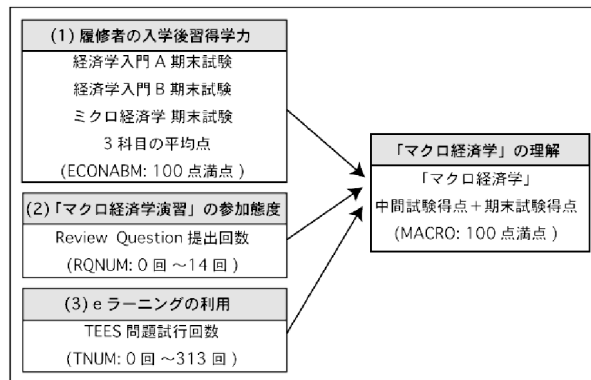 (1) 履修者の入学後習得学力
経済学入門 A 期末試験
経済学入門 B 期末試験
ミクロ経済学 期末試験
3 科目の平均点
(ECONABM: 100 点満点 )
(2)「マクロ経済学演習」の参加態度
Review Question 提出回数
(RQNUM: 0 回 ～14 回 )
(3) e ラーニングの利用
TEES 問題試行回数
(TNUM: 0 回 ～313 回 )
「マクロ経済学」の理解
「マクロ経済学」
中間試験得点＋期末試験得点
(MACRO: 100 点満点 )